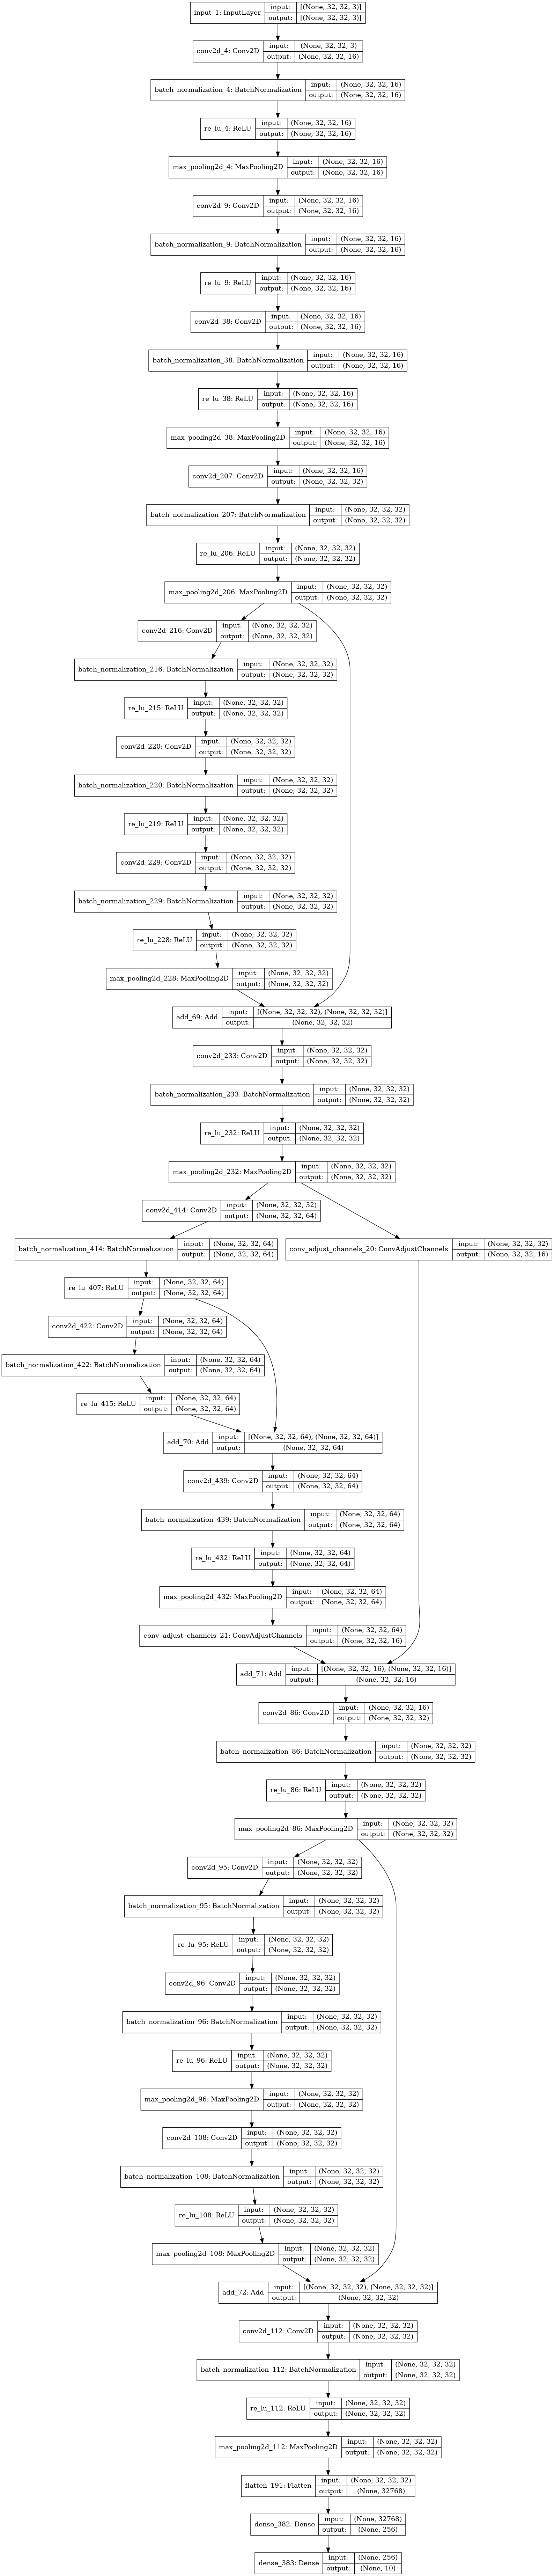 input_1: InputLayer
input: [(None, 32, 32, 3)]
output: [(None, 32, 32, 3)]
conv2d_4: Conv2D
input: (None, 32, 32, 3)
output: (None, 32, 32, 16)
batch_normalization_4: BatchNormalization
input: (None, 32, 32, 16)
output: (None, 32, 32, 16)
re_lu_4: ReLU
input: (None, 32, 32, 16)
output: (None, 32, 32, 16)
max_pooling2d_4: MaxPooling2D
input: (None, 32, 32, 16)
output: (None, 32, 32, 16)
conv2d_9: Conv2D
input: (None, 32, 32, 16)
output: (None, 32, 32, 16)
batch_normalization_9: BatchNormalization
input: (None, 32, 32, 16)
output: (None, 32, 32, 16)
re_lu_9: ReLU
input: (None, 32, 32, 16)
output: (None, 32, 32, 16)
conv2d_38: Conv2D
input: (None, 32, 32, 16)
output: (None, 32, 32, 16)
batch_normalization_38: BatchNormalization
input: (None, 32, 32, 16)
output: (None, 32, 32, 16)
re_lu_38: ReLU
input: (None, 32, 32, 16)
output: (None, 32, 32, 16)
max_pooling2d_38: MaxPooling2D
input: (None, 32, 32, 16)
output: (None, 32, 32, 16)
conv2d_207: Conv2D
input: (None, 32, 32, 16)
output: (None, 32, 32, 32)
batch_normalization_207: BatchNormalization
input: (None, 32, 32, 32)
output: (None, 32, 32, 32)
re_lu_206: ReLU
input: (None, 32, 32, 32)
output: (None, 32, 32, 32)
max_pooling2d_206: MaxPooling2D
input: (None, 32, 32, 32)
output: (None, 32, 32, 32)
conv2d_216: Conv2D
input: (None, 32, 32, 32)
output: (None, 32, 32, 32)
batch_normalization_216: BatchNormalization
input: (None, 32, 32, 32)
output: (None, 32, 32, 32)
re_lu_215: ReLU
input: (None, 32, 32, 32)
output: (None, 32, 32, 32)
conv2d_220: Conv2D
input: (None, 32, 32, 32)
output: (None, 32, 32, 32)
batch_normalization_220: BatchNormalization
input: (None, 32, 32, 32)
output: (None, 32, 32, 32)
re_lu_219: ReLU
input: (None, 32, 32, 32)
output: (None, 32, 32, 32)
conv2d_229: Conv2D
input: (None, 32, 32, 32)
output: (None, 32, 32, 32)
batch_normalization_229: BatchNormalization
input: (None, 32, 32, 32)
output: (None, 32, 32, 32)
re_lu_228: ReLU
input: (None, 32, 32, 32)
output: (None, 32, 32, 32)
max_pooling2d_228: MaxPooling2D
input: (None, 32, 32, 32)
output: (None, 32, 32, 32)
add_69: Add
input: [(None, 32, 32, 32), (None, 32, 32, 32)]
output: (None, 32, 32, 32)
conv2d_233: Conv2D
input: (None, 32, 32, 32)
output: (None, 32, 32, 32)
batch_normalization_233: BatchNormalization
input: (None, 32, 32, 32)
output: (None, 32, 32, 32)
re_lu_232: ReLU
input: (None, 32, 32, 32)
output: (None, 32, 32, 32)
max_pooling2d_232: MaxPooling2D
input: (None, 32, 32, 32)
output: (None, 32, 32, 32)
conv2d_414: Conv2D
input: (None, 32, 32, 32)
output: (None, 32, 32, 64)
batch_normalization_414: BatchNormalization
input: (None, 32, 32, 64)
output: (None, 32, 32, 64)
conv_adjust_channels_20: ConvAdjustChannels
input: (None, 32, 32, 32)
output: (None, 32, 32, 16)
re_lu_407: ReLU
input: (None, 32, 32, 64)
output: (None, 32, 32, 64)
conv2d_422: Conv2D
input: (None, 32, 32, 64)
output: (None, 32, 32, 64)
batch_normalization_422: BatchNormalization
input: (None, 32, 32, 64)
output: (None, 32, 32, 64)
re_lu_415: ReLU
input: (None, 32, 32, 64)
output: (None, 32, 32, 64)
add_70: Add
input: [(None, 32, 32, 64), (None, 32, 32, 64)]
output: (None, 32, 32, 64)
conv2d_439: Conv2D
input: (None, 32, 32, 64)
output: (None, 32, 32, 64)
batch_normalization_439: BatchNormalization
input: (None, 32, 32, 64)
output: (None, 32, 32, 64)
re_lu_432: ReLU
input: (None, 32, 32, 64)
output: (None, 32, 32, 64)
max_pooling2d_432: MaxPooling2D
input: (None, 32, 32, 64)
output: (None, 32, 32, 64)
conv_adjust_channels_21: ConvAdjustChannels
input: (None, 32, 32, 64)
output: (None, 32, 32, 16)
add_71: Add
input: [(None, 32, 32, 16), (None, 32, 32, 16)]
output: (None, 32, 32, 16)
conv2d_86: Conv2D
input: (None, 32, 32, 16)
output: (None, 32, 32, 32)
batch_normalization_86: BatchNormalization
input: (None, 32, 32, 32)
output: (None, 32, 32, 32)
re_lu_86: ReLU
input: (None, 32, 32, 32)
output: (None, 32, 32, 32)
max_pooling2d_86: MaxPooling2D
input: (None, 32, 32, 32)
output: (None, 32, 32, 32)
conv2d_95: Conv2D
input: (None, 32, 32, 32)
output: (None, 32, 32, 32)
batch_normalization_95: BatchNormalization
input: (None, 32, 32, 32)
output: (None, 32, 32, 32)
re_lu_95: ReLU
input: (None, 32, 32, 32)
output: (None, 32, 32, 32)
conv2d_96: Conv2D
input: (None, 32, 32, 32)
output: (None, 32, 32, 32)
batch_normalization_96: BatchNormalization
input: (None, 32, 32, 32)
output: (None, 32, 32, 32)
re_lu_96: ReLU
input: (None, 32, 32, 32)
output: (None, 32, 32, 32)
max_pooling2d_96: MaxPooling2D
input: (None, 32, 32, 32)
output: (None, 32, 32, 32)
conv2d_108: Conv2D
input: (None, 32, 32, 32)
output: (None, 32, 32, 32)
batch_normalization_108: BatchNormalization
input: (None, 32, 32, 32)
output: (None, 32, 32, 32)
re_lu_108: ReLU
input: (None, 32, 32, 32)
output: (None, 32, 32, 32)
max_pooling2d_108: MaxPooling2D
input: (None, 32, 32, 32)
output: (None, 32, 32, 32)
add_72: Add
input: [(None, 32, 32, 32), (None, 32, 32, 32)]
output: (None, 32, 32, 32)
conv2d_112: Conv2D
input: (None, 32, 32, 32)
output: (None, 32, 32, 32)
batch_normalization_112: BatchNormalization
input: (None, 32, 32, 32)
output: (None, 32, 32, 32)
re_lu_112: ReLU
input: (None, 32, 32, 32)
output: (None, 32, 32, 32)
max_pooling2d_112: MaxPooling2D
input: (None, 32, 32, 32)
output: (None, 32, 32, 32)
flatten_191: Flatten
input: (None, 32, 32, 32)
output: (None, 32768)
dense_382: Dense
input: (None, 32768)
output: (None, 256)
dense_383: Dense
input: (None, 256)
output: (None, 10)